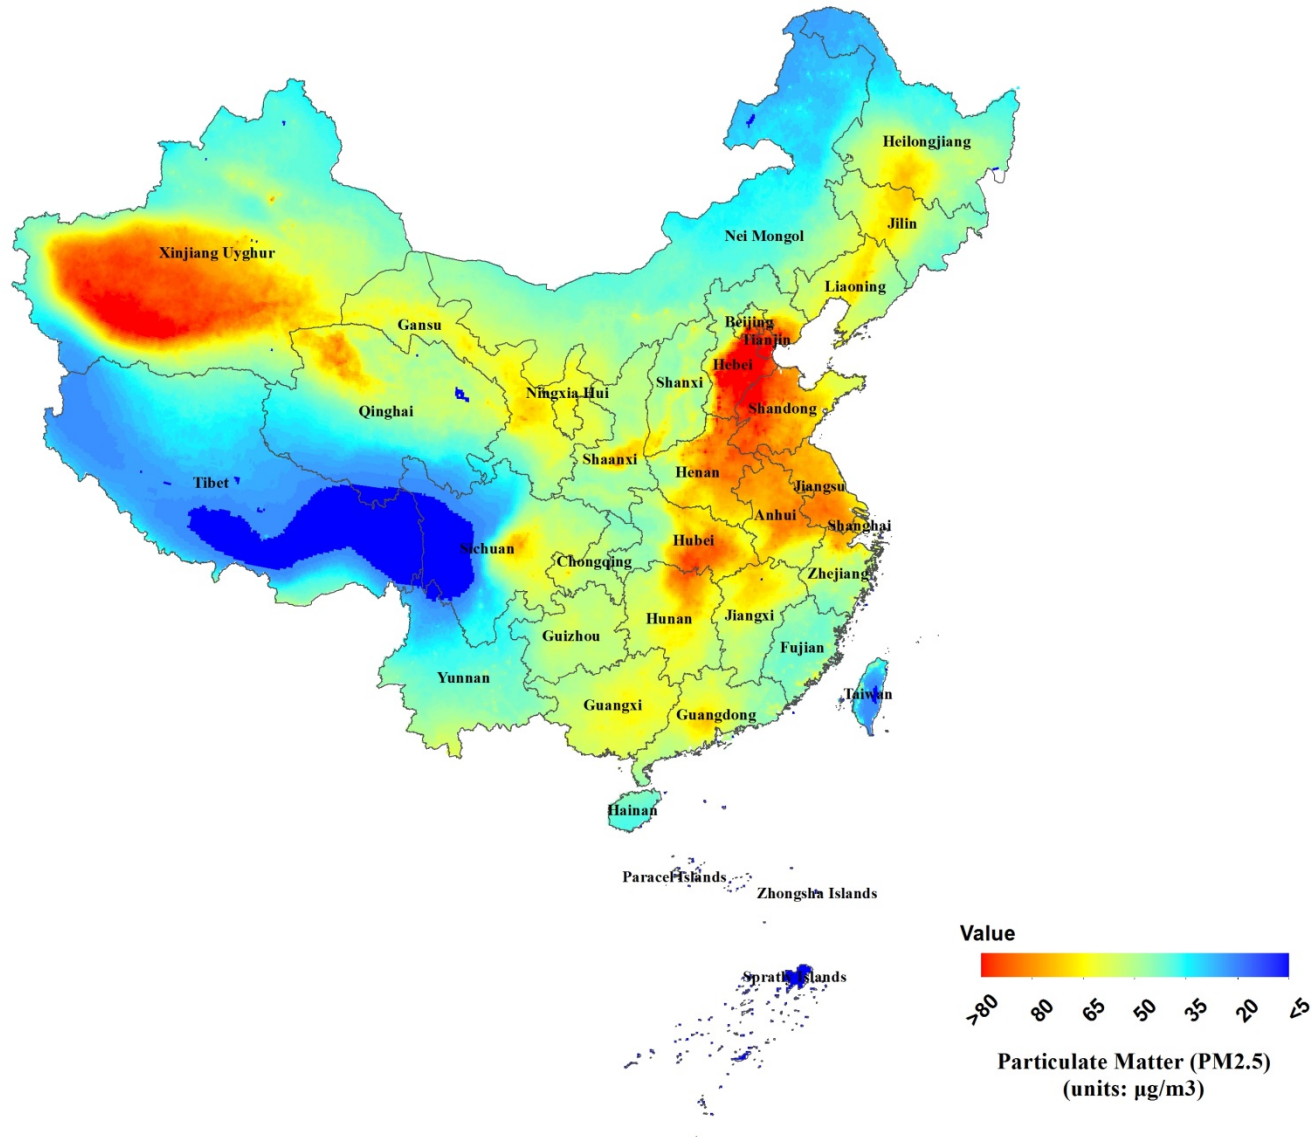 Heilongjiang
Jilin
Nei Mongol
Xinjiang Uyghur
Liaoning
Beijing
Gansu
Tianjin
Hebei
Shanxi
Ningxia Hui
Qinghai
Shandong
Shaanxi
Henan
Tibet
Jiangsu
Anhui
Shanghai
Hubei
Sichuan
Chongqing
Zhejiang
Hunan
Jiangxi
Guizhou
Fujian
Yunnan
Taiwan
Guangxi
Guangdong
Hainan
Paracel Islands
Zhongsha Islands
Spratly Islands
Value
>80 80 65 50 35 20 <5
Particulate Matter (PM2.5)
(units: μg/m3)